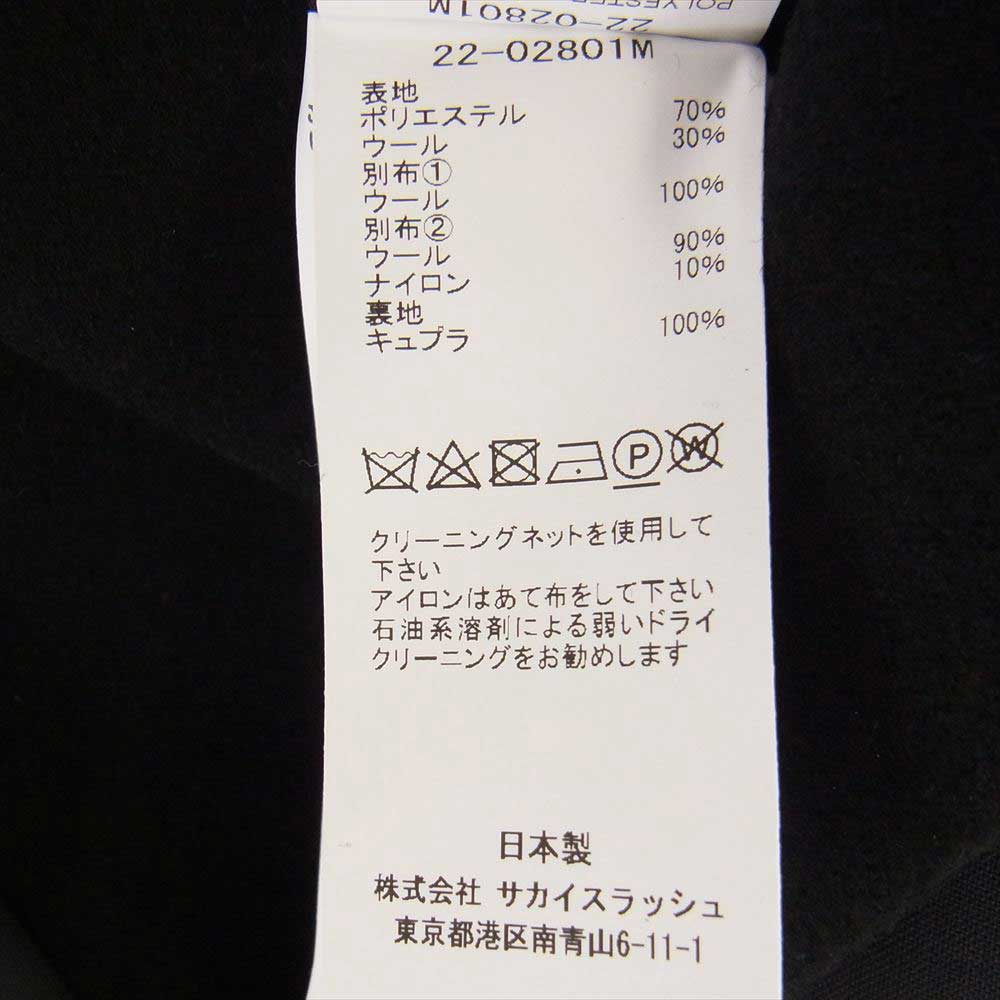 POLYESTER
22-02801M
22-02801M
表地
ポリエステル 70%
ウール 30%
別布①
ウール 100%
別布②
ウール 90%
ナイロン 10%
裏地
キュプラ 100%
P W
クリーニングネットを使用して
下さい
アイロンはあて布をして下さい
石油系溶剤による弱いドライ
クリーニングをお勧めします
日本製
株式会社 サカイスラッシュ
東京都港区南青山6-11-1